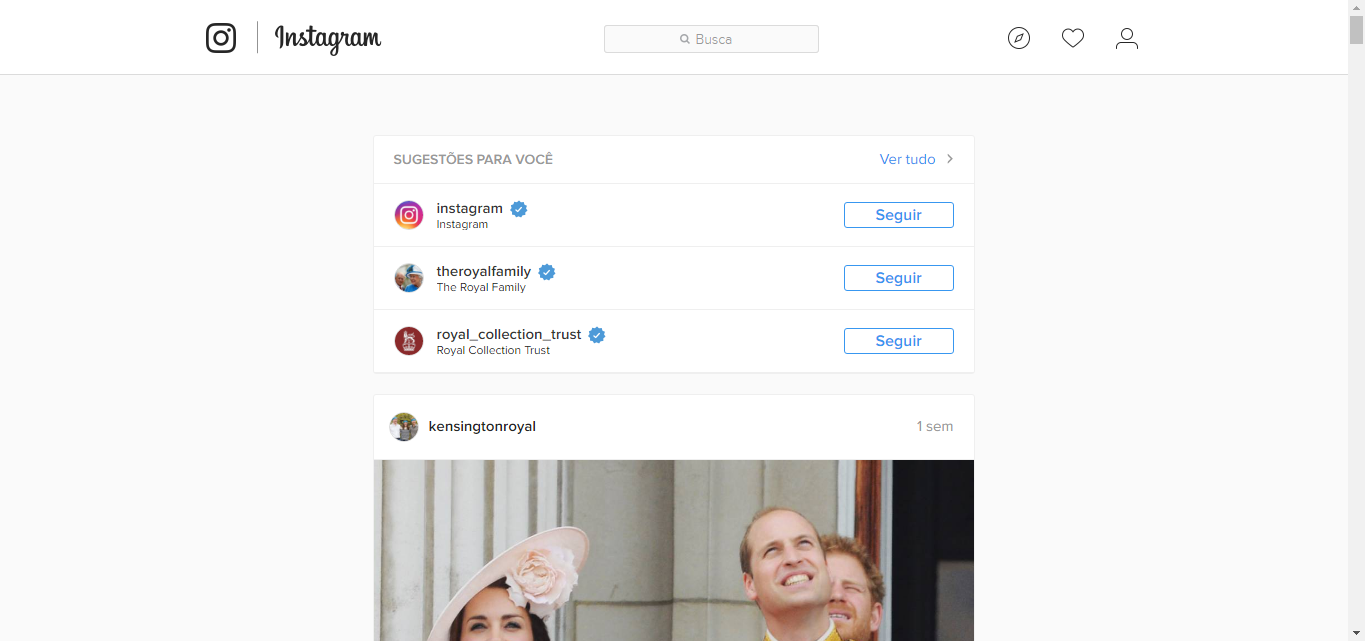 Instagram
Busca
SUGESTÕES PARA VOCÊ
Ver tudo
instagram
Instagram
Seguir
theroyalfamily
The Royal Family
Seguir
royal_collection_trust
Royal Collection Trust
Seguir
kensingtonroyal
1 sem